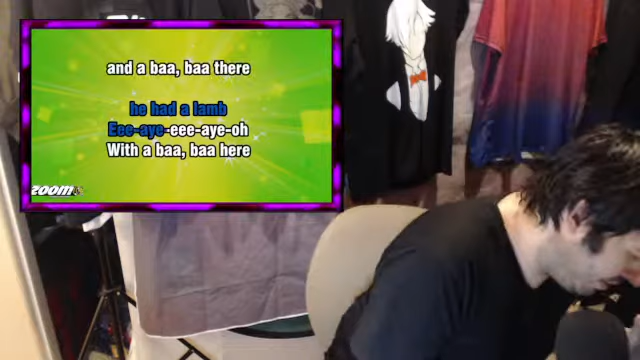 and a baa, baa there
he had a lamb
Eee-aye-eee-aye-oh
With a baa, baa here
zoom